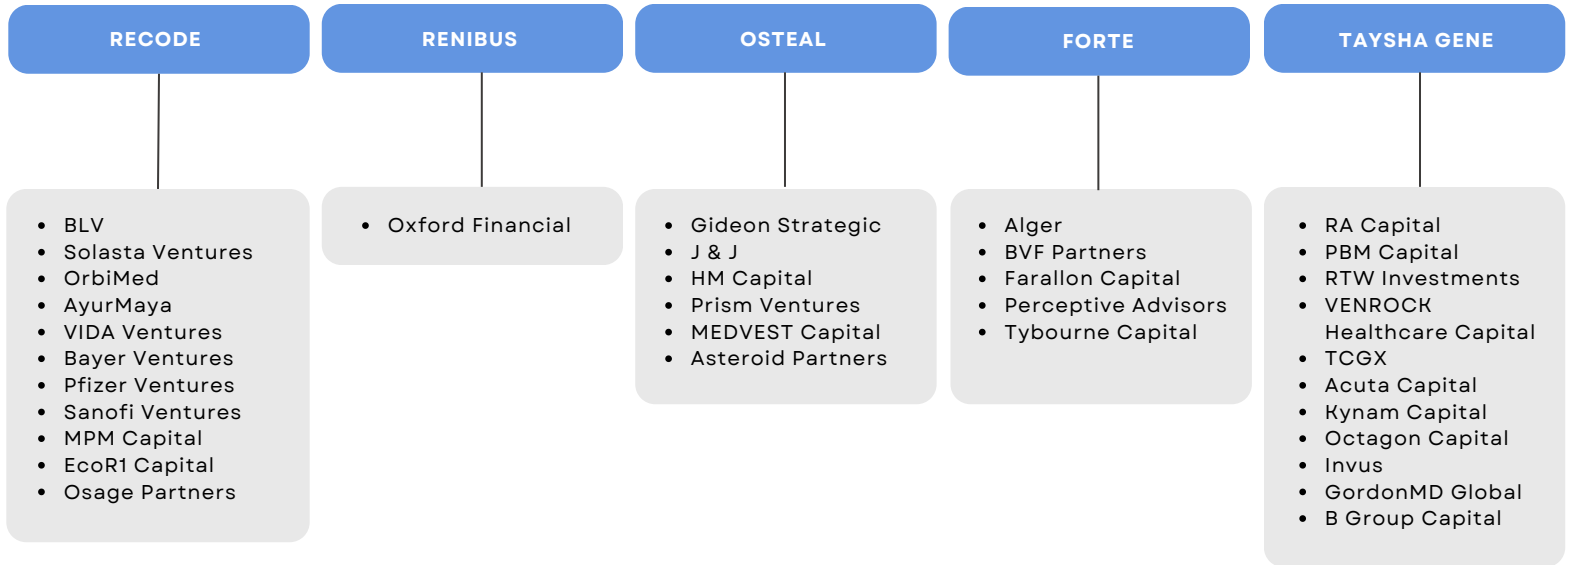 RECODE
RENIBUS
OSTEAL
FORTE
TAYSHA GENE
• BLV
• Solasta Ventures
• OrbiMed
• AyurMaya
• VIDA Ventures
• Bayer Ventures
• Pfizer Ventures
• Sanofi Ventures
• MPM Capital
• EcoR1 Capital
• Osage Partners
• Oxford Financial
• Gideon Strategic
• J & J
• HM Capital
• Prism Ventures
• MEDVEST Capital
• Asteroid Partners
• Alger
• BVF Partners
• Farallon Capital
• Perceptive Advisors
• Tybourne Capital
• RA Capital
• PBM Capital
• RTW Investments
• VENROCK
Healthcare Capital
• TCGX
• Acuta Capital
• Kynam Capital
• Octagon Capital
• Invus
• GordonMD Global
• B Group Capital